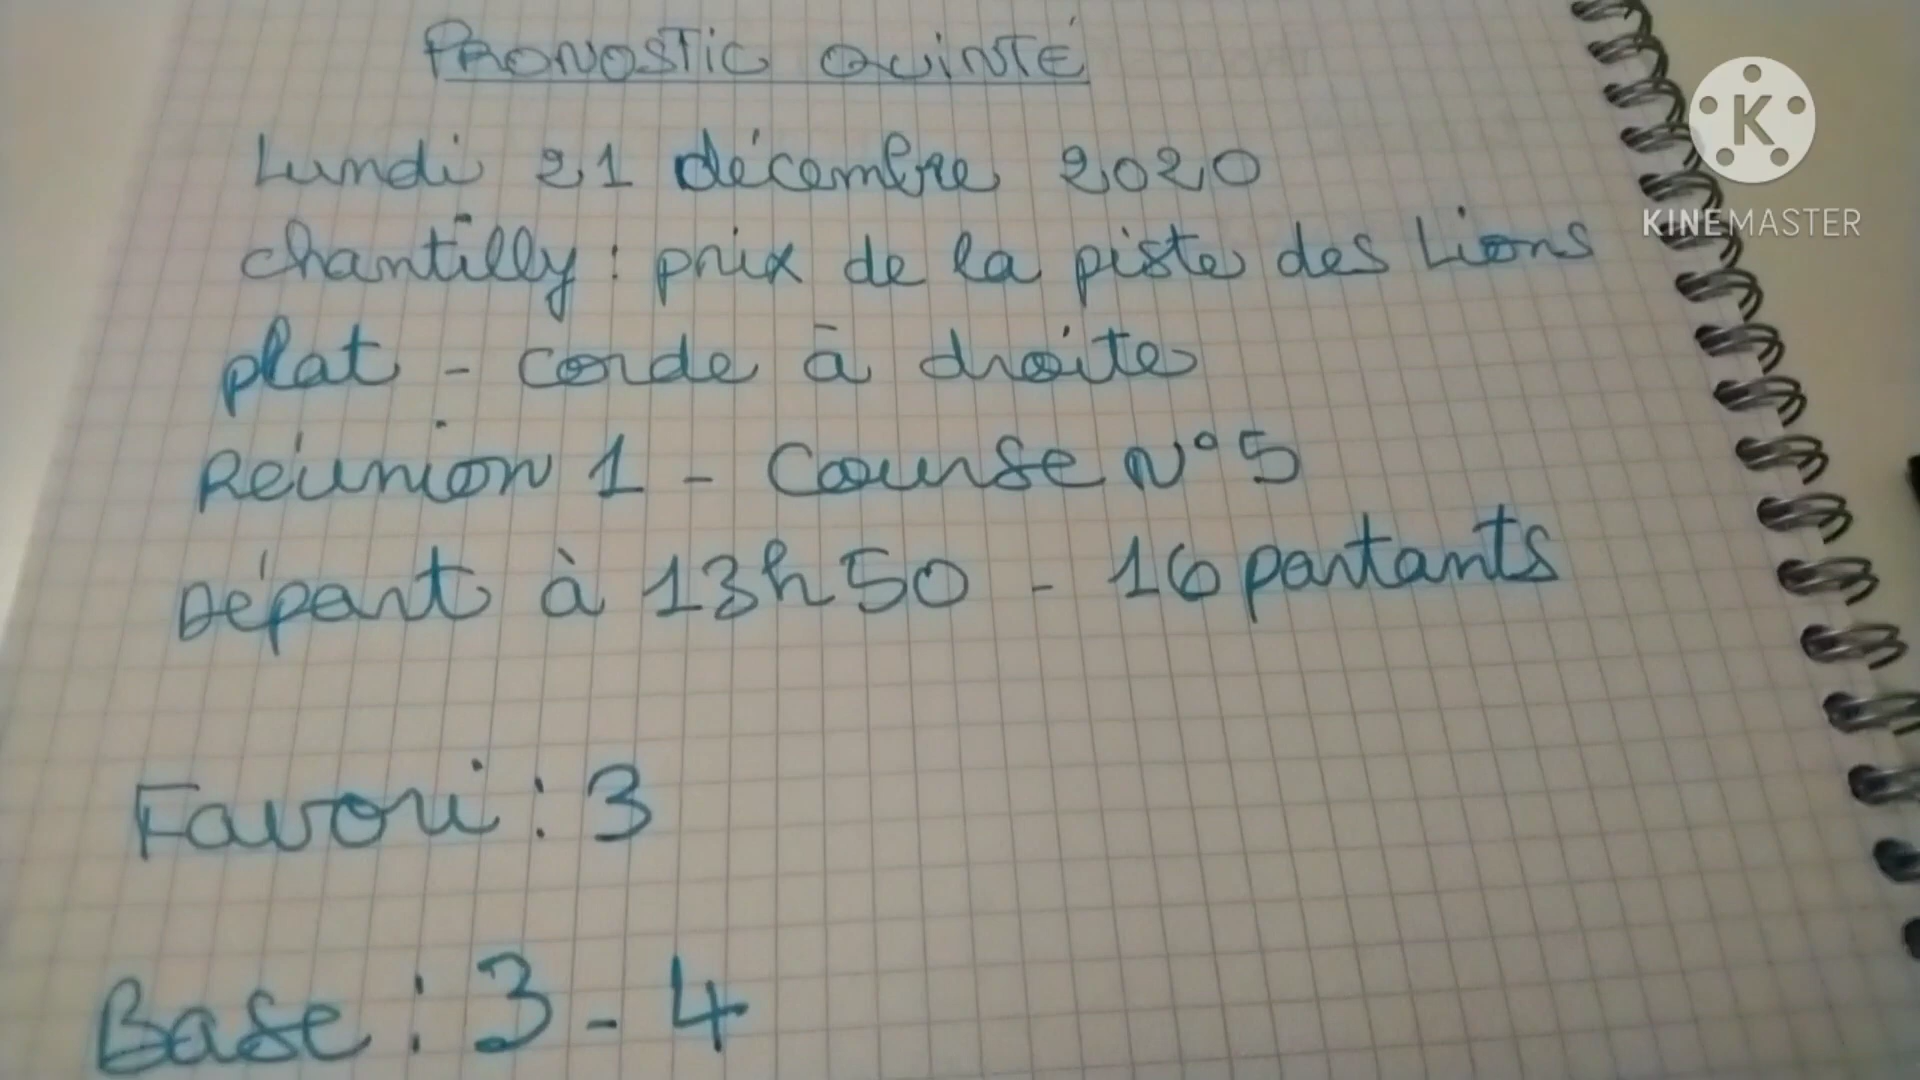 PRONOSTIC QUINTÉ
Lundi 21 décembre 2020
chantilly : prix de la piste des Lions
plat - corde à droite
Réunion 1 - Course N° 5
Départ à 13h50 - 16 partants
Favori : 3
Base : 3 - 4
K
KINEMASTER